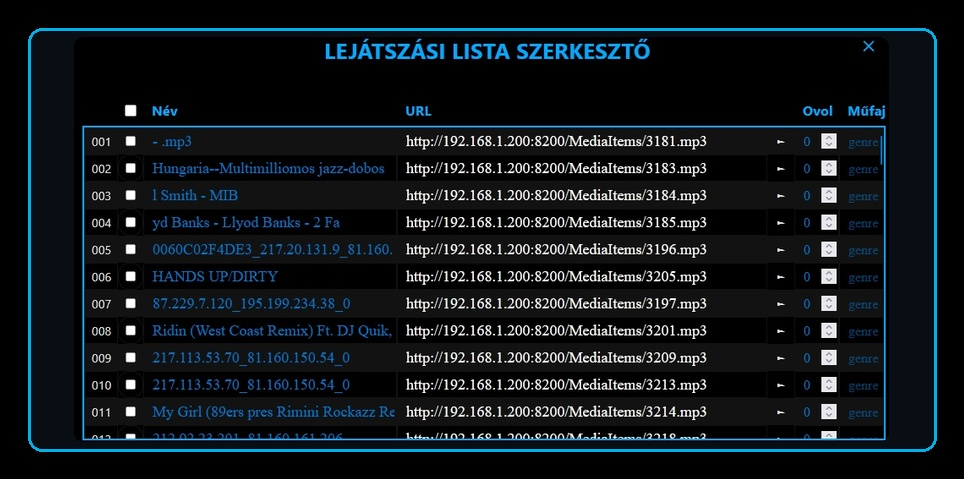 LEJÁTSZÁSI LISTA SZERKESZTŐ
Név URL Ovol Műfaj
001 - .mp3 http://192.168.1.200:8200/MediaItems/3181.mp3 0 genre
002 Hungaria--Multimilliomos jazz-dobos http://192.168.1.200:8200/MediaItems/3183.mp3 0 genre
003 l Smith - MIB http://192.168.1.200:8200/MediaItems/3184.mp3 0 genre
004 yd Banks - Llyod Banks - 2 Fa http://192.168.1.200:8200/MediaItems/3185.mp3 0 genre
005 0060C02F4DE3_217.20.131.9_81.160. http://192.168.1.200:8200/MediaItems/3196.mp3 0 genre
006 HANDS UP/DIRTY http://192.168.1.200:8200/MediaItems/3205.mp3 0 genre
007 87.229.7.120_195.199.234.38_0 http://192.168.1.200:8200/MediaItems/3197.mp3 0 genre
008 Ridin (West Coast Remix) Ft. DJ Quik, http://192.168.1.200:8200/MediaItems/3201.mp3 0 genre
009 217.113.53.70_81.160.150.54_0 http://192.168.1.200:8200/MediaItems/3209.mp3 0 genre
010 217.113.53.70_81.160.150.54_0 http://192.168.1.200:8200/MediaItems/3213.mp3 0 genre
011 My Girl (89ers pres Rimini Rockazz Re http://192.168.1.200:8200/MediaItems/3214.mp3 0 genre
012 http://192.168.1.200:8200/MediaItems/3218.mp3 0 genre